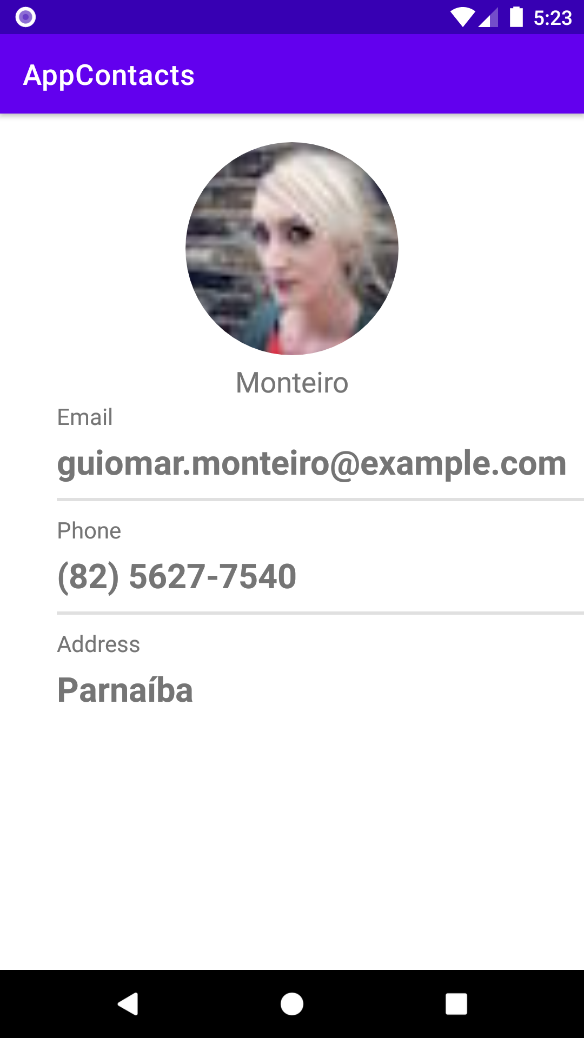 5:23
AppContacts
Monteiro
Email
guiomar.monteiro@example.com
Phone
(82) 5627-7540
Address
Parnaíba